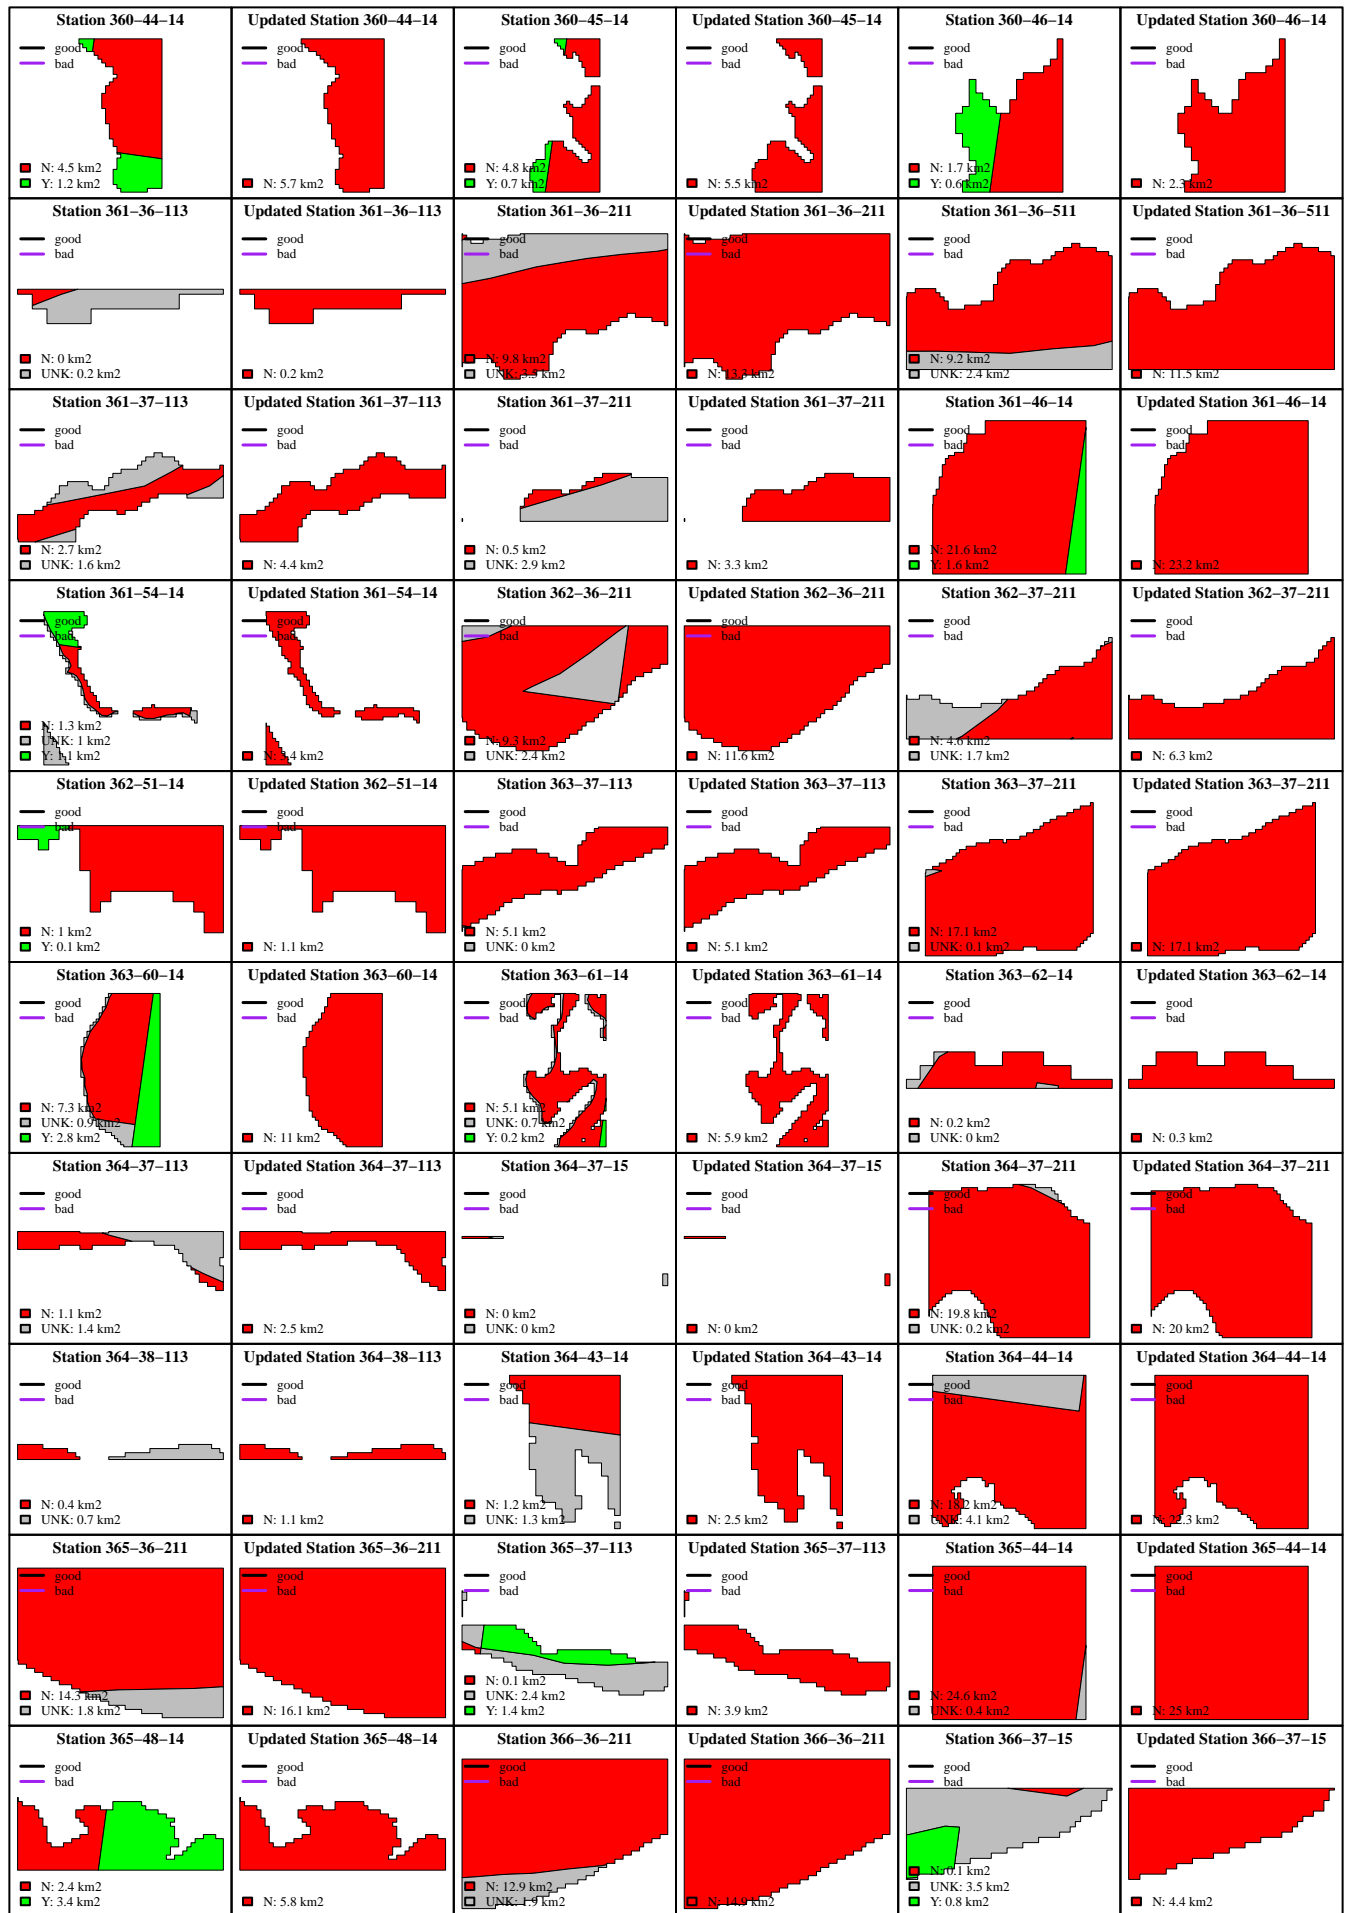 Station 360−44−14
good
bad
N: 4.5 km2
Y: 1.2 km2
Updated Station 360−44−14
good
bad
N: 5.7 km2
Station 360−45−14
good
bad
N: 4.8 km2
Y: 0.7 km2
Updated Station 360−45−14
good
bad
N: 5.5 km2
Station 360−46−14
good
bad
N: 1.7 km2
Y: 0.6 km2
Updated Station 360−46−14
good
bad
N: 2.3 km2
Station 361−36−113
good
bad
N: 0 km2
UNK: 0.2 km2
Updated Station 361−36−113
good
bad
N: 0.2 km2
Station 361−36−211
good
bad
N: 9.8 km2
UNK: 3.5 km2
Updated Station 361−36−211
good
bad
N: 13.3 km2
Station 361−36−511
good
bad
N: 9.2 km2
UNK: 2.4 km2
Updated Station 361−36−511
good
bad
N: 11.5 km2
Station 361−37−113
good
bad
N: 2.7 km2
UNK: 1.6 km2
Updated Station 361−37−113
good
bad
N: 4.4 km2
Station 361−37−211
good
bad
N: 0.5 km2
UNK: 2.9 km2
Updated Station 361−37−211
good
bad
N: 3.3 km2
Station 361−46−14
good
bad
N: 21.6 km2
Y: 1.6 km2
Updated Station 361−46−14
good
bad
N: 23.2 km2
Station 361−54−14
good
bad
N: 1.3 km2
UNK: 1 km2
Y: 1.1 km2
Updated Station 361−54−14
good
bad
N: 3.4 km2
Station 362−36−211
good
bad
N: 9.3 km2
UNK: 2.4 km2
Updated Station 362−36−211
good
bad
N: 11.6 km2
Station 362−37−211
good
bad
N: 4.6 km2
UNK: 1.7 km2
Updated Station 362−37−211
good
bad
N: 6.3 km2
Station 362−51−14
good
bad
N: 1 km2
Y: 0.1 km2
Updated Station 362−51−14
good
bad
N: 1.1 km2
Station 363−37−113
good
bad
N: 5.1 km2
UNK: 0 km2
Updated Station 363−37−113
good
bad
N: 5.1 km2
Station 363−37−211
good
bad
N: 17.1 km2
UNK: 0.1 km2
Updated Station 363−37−211
good
bad
N: 17.1 km2
Station 363−60−14
good
bad
N: 7.3 km2
UNK: 0.9 km2
Y: 2.8 km2
Updated Station 363−60−14
good
bad
N: 11 km2
Station 363−61−14
good
bad
N: 5.1 km2
UNK: 0.7 km2
Y: 0.2 km2
Updated Station 363−61−14
good
bad
N: 5.9 km2
Station 363−62−14
good
bad
N: 0.2 km2
UNK: 0 km2
Updated Station 363−62−14
good
bad
N: 0.3 km2
Station 364−37−113
good
bad
N: 1.1 km2
UNK: 1.4 km2
Updated Station 364−37−113
good
bad
N: 2.5 km2
Station 364−37−15
good
bad
N: 0 km2
UNK: 0 km2
Updated Station 364−37−15
good
bad
N: 0 km2
Station 364−37−211
good
bad
N: 19.8 km2
UNK: 0.2 km2
Updated Station 364−37−211
good
bad
N: 20 km2
Station 364−38−113
good
bad
N: 0.4 km2
UNK: 0.7 km2
Updated Station 364−38−113
good
bad
N: 1.1 km2
Station 364−43−14
good
bad
N: 1.2 km2
UNK: 1.3 km2
Updated Station 364−43−14
good
bad
N: 2.5 km2
Station 364−44−14
good
bad
N: 18.2 km2
UNK: 4.1 km2
Updated Station 364−44−14
good
bad
N: 22.3 km2
Station 365−36−211
good
bad
N: 14.3 km2
UNK: 1.8 km2
Updated Station 365−36−211
good
bad
N: 16.1 km2
Station 365−37−113
good
bad
N: 0.1 km2
UNK: 2.4 km2
Y: 1.4 km2
Updated Station 365−37−113
good
bad
N: 3.9 km2
Station 365−44−14
good
bad
N: 24.6 km2
UNK: 0.4 km2
Updated Station 365−44−14
good
bad
N: 25 km2
Station 365−48−14
good
bad
N: 2.4 km2
Y: 3.4 km2
Updated Station 365−48−14
good
bad
N: 5.8 km2
Station 366−36−211
good
bad
N: 12.9 km2
UNK: 1.9 km2
Updated Station 366−36−211
good
bad
N: 14.9 km2
Station 366−37−15
good
bad
N: 0.1 km2
UNK: 3.5 km2
Y: 0.8 km2
Updated Station 366−37−15
good
bad
N: 4.4 km2